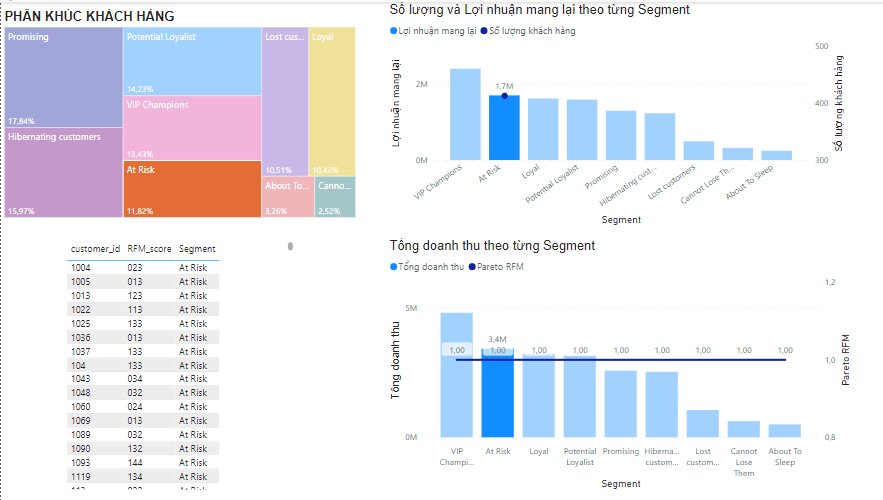 PHÂN KHÚC KHÁCH HÀNG
Promising
17,84%
Hibernating customers
15,97%
Potential Loyalist
14,23%
VIP Champions
13,43%
At Risk
11,82%
Lost cus...
10,51%
Loyal
10,42%
About To...
3,26%
Canno...
2,52%
Số lượng và Lợi nhuận mang lại theo từng Segment
Lợi nhuận mang lại Số lượng khách hàng
Lợi nhuận mang lại
2M
0M
1,7M
500
400
300
Số lượng khách hàng
VIP Champions
At Risk
Loyal
Potential Loyalist
Promising
Hibernating cust...
Lost customers
Cannot Lose Th...
About To Sleep
Segment
customer_id RFM_score Segment
1004 023 At Risk
1005 013 At Risk
1013 123 At Risk
1022 113 At Risk
1025 133 At Risk
1036 013 At Risk
1037 133 At Risk
104 133 At Risk
1043 034 At Risk
1048 032 At Risk
1060 024 At Risk
1069 013 At Risk
1089 032 At Risk
1090 132 At Risk
1093 144 At Risk
1119 134 At Risk
Tổng doanh thu theo từng Segment
Tổng doanh thu Pareto RFM
Tổng doanh thu
5M
0M
3,4M
1,00 1,00 1,00 1,00 1,00 1,00 1,00 1,00 1,00
1,2
1,0
0,8
Pareto RFM
VIP
Champi...
At Risk
Loyal
Potential
Loyalist
Promising
Hiberna...
custom...
Lost
custom...
Cannot
Lose
Them
About To
Sleep
Segment